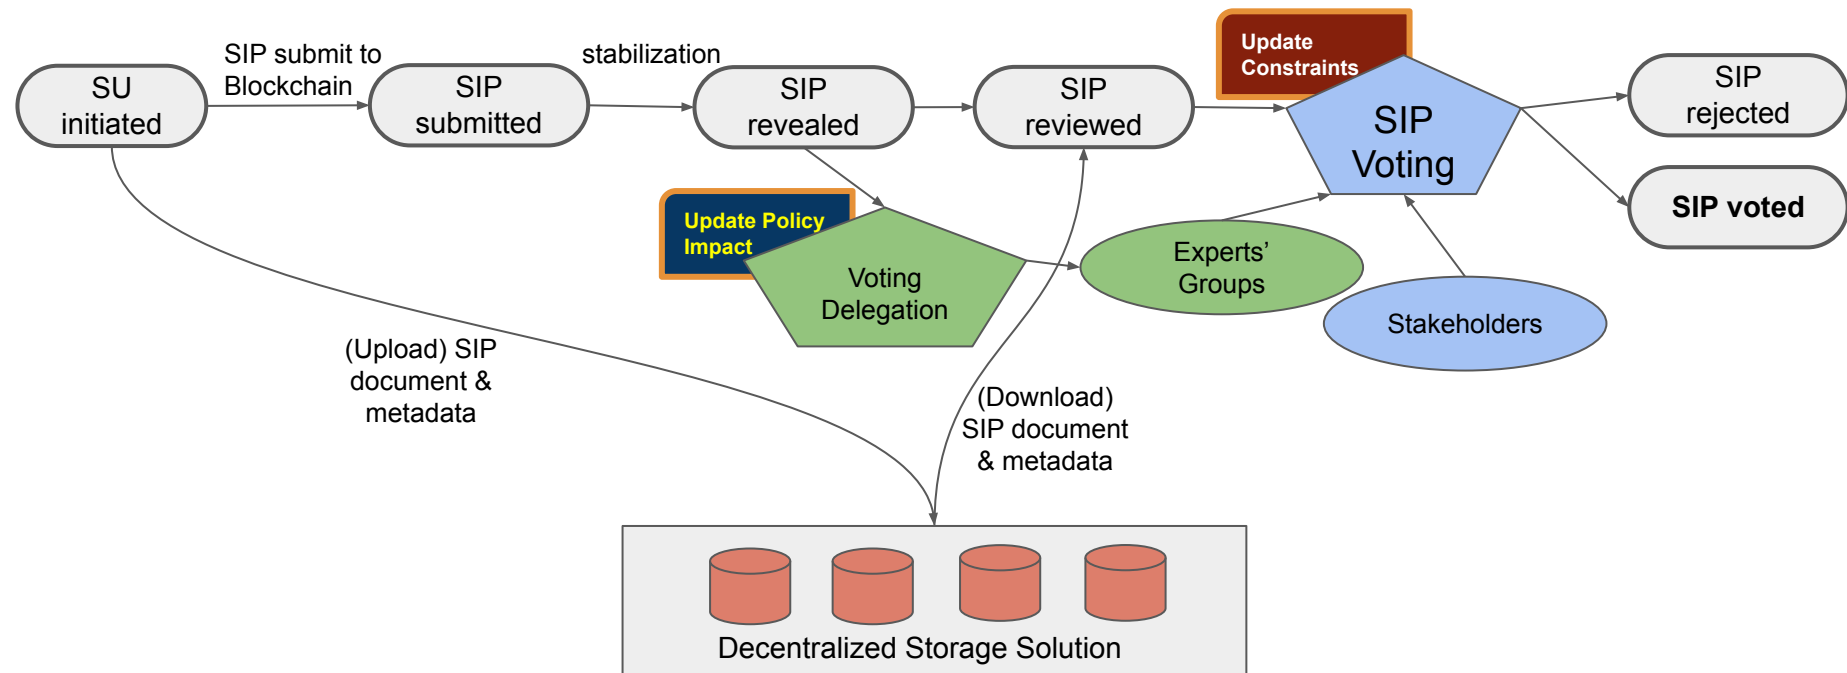 SU
initiated
SIP submit to
Blockchain
SIP
submitted
stabilization
SIP
revealed
SIP
reviewed
Update
Constraints
SIP
Voting
SIP
rejected
SIP voted
Update Policy
Impact
Voting
Delegation
Experts’
Groups
Stakeholders
(Upload) SIP
document &
metadata
(Download)
SIP document
& metadata
Decentralized Storage Solution